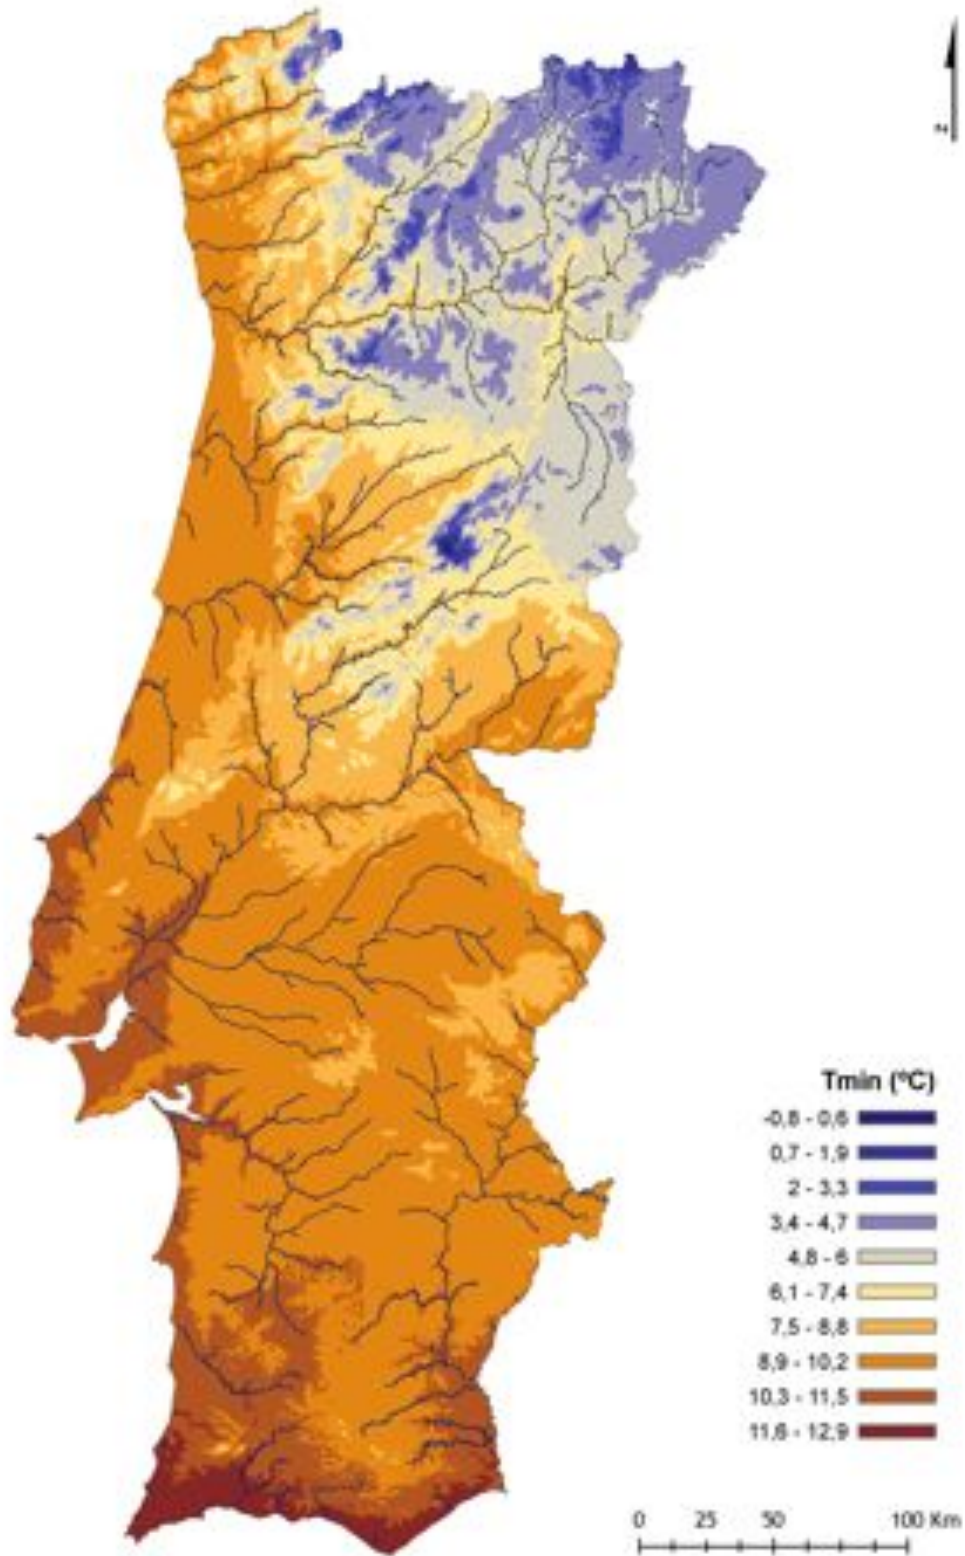 N
Tmin (ºC)
-0,8 - 0,6
0,7 - 1,9
2 - 3,3
3,4 - 4,7
4,8 - 6
6,1 - 7,4
7,5 - 8,8
8,9 - 10,2
10,3 - 11,5
11,6 - 12,9
0 25 50 100 Km